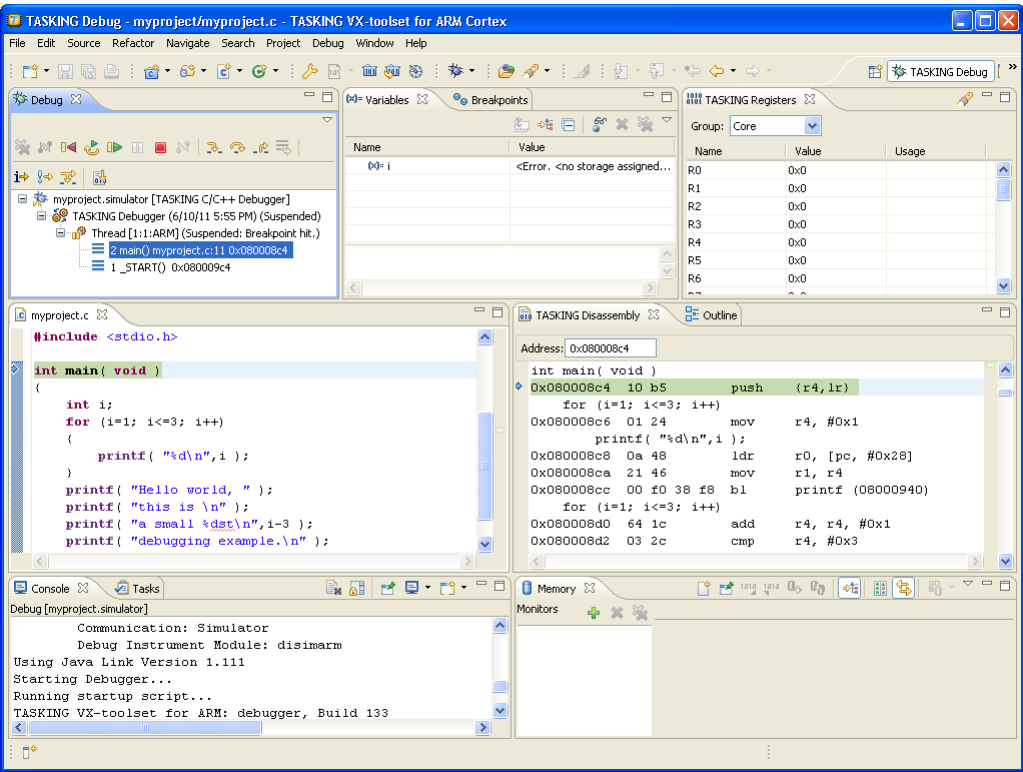 TASKING Debug - myproject/myproject.c - TASKING VX-toolset for ARM Cortex
File Edit Source Refactor Navigate Search Project Debug Window Help
TASKING Debug
Debug
myproject.simulator [TASKING C/C++ Debugger]
TASKING Debugger (6/10/11 5:55 PM) (Suspended)
Thread [1:1:ARM] (Suspended: Breakpoint hit.)
2 main() myproject.c:11 0x080008c4
1 _START() 0x080009c4
(x)= Variables Breakpoints
Name Value
(x)= i <Error. <no storage assigned...
TASKING Registers
Group: Core
Name Value Usage
R0 0x0
R1 0x0
R2 0x0
R3 0x0
R4 0x0
R5 0x0
R6 0x0
myproject.c
#include <stdio.h>
int main( void )
{
int i;
for (i=1; i<=3; i++)
{
printf( "%d\n",i );
}
printf( "Hello world, " );
printf( "this is \n" );
printf( "a small %dst\n",i-3 );
printf( "debugging example.\n" );
TASKING Disassembly Outline
Address: 0x080008c4
int main( void )
0x080008c4 10 b5 push {r4,lr}
for (i=1; i<=3; i++)
0x080008c6 01 24 mov r4, #0x1
printf( "%d\n",i );
0x080008c8 0a 48 ldr r0, [pc, #0x28]
0x080008ca 21 46 mov r1, r4
0x080008cc 00 f0 38 f8 bl printf (08000940)
for (i=1; i<=3; i++)
0x080008d0 64 1c add r4, r4, #0x1
0x080008d2 03 2c cmp r4, #0x3
Console Tasks
Debug [myproject.simulator]
Communication: Simulator
Debug Instrument Module: disimarm
Using Java Link Version 1.111
Starting Debugger...
Running startup script...
TASKING VX-toolset for ARM: debugger, Build 133
Memory
Monitors